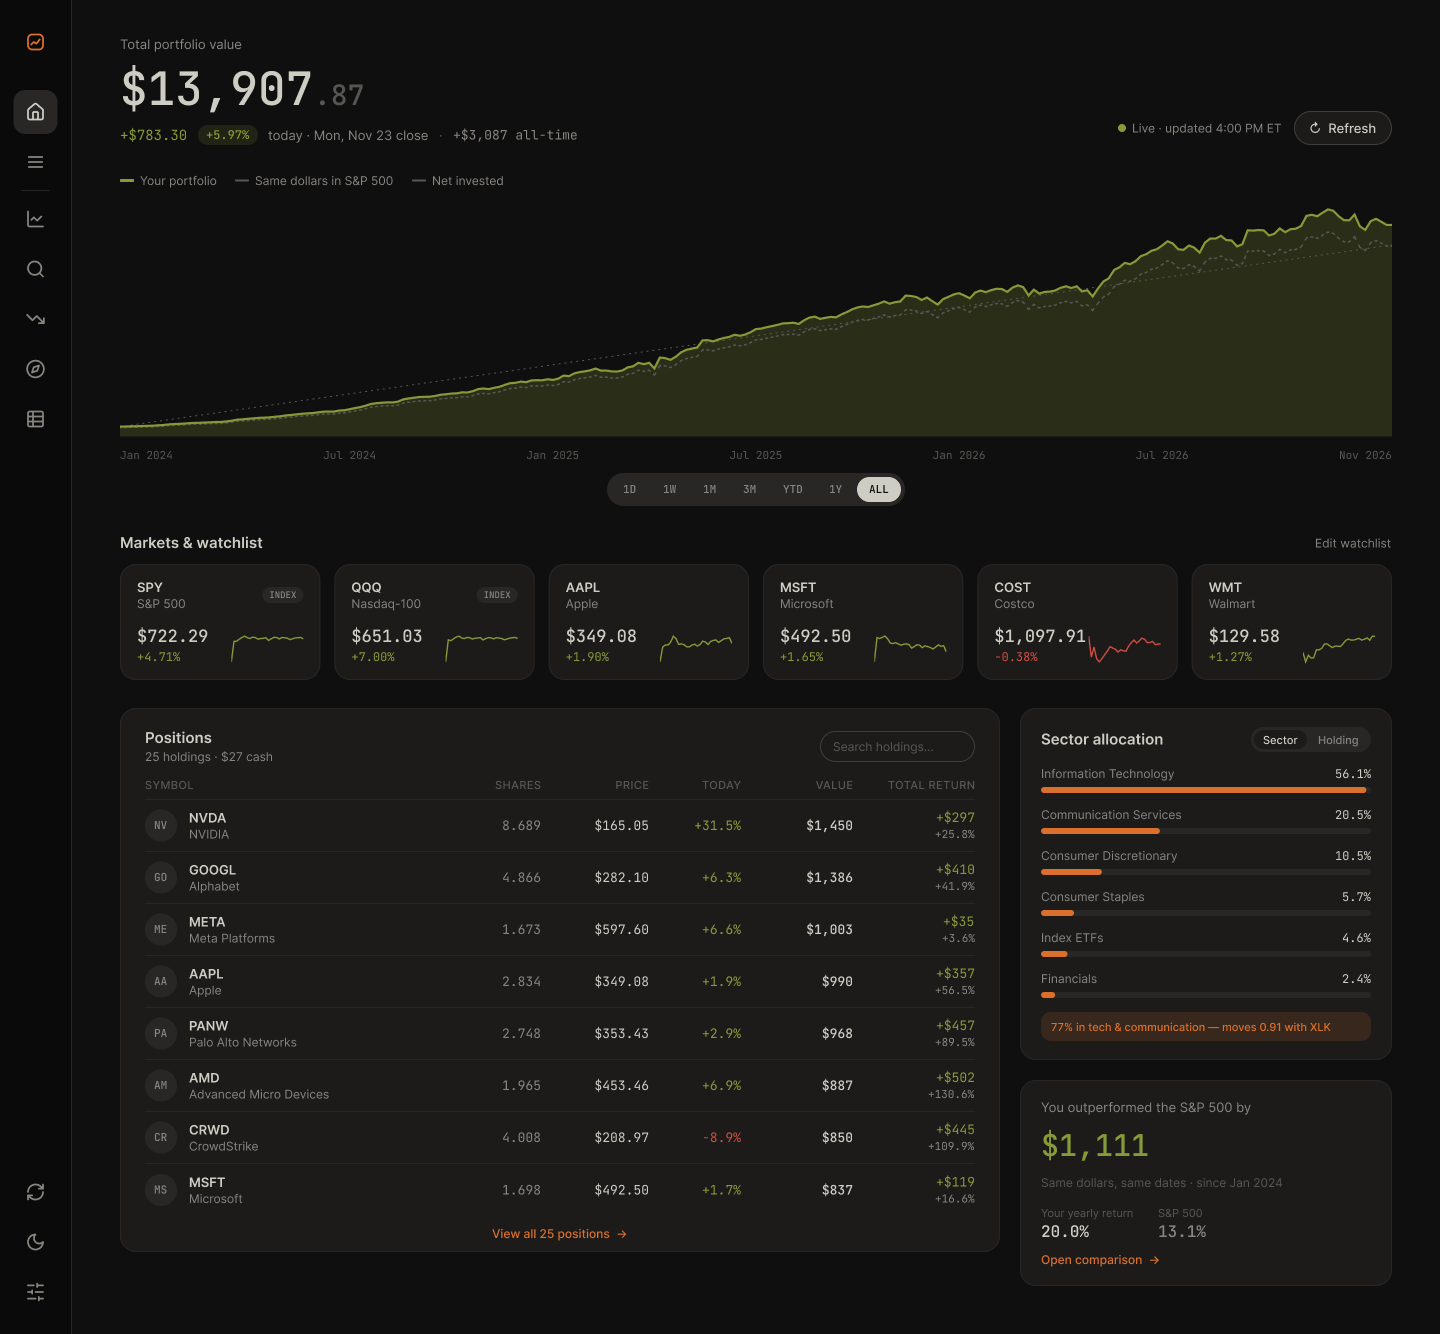 Total portfolio value
$13,907.87
+$783.30 +5.97% today · Mon, Nov 23 close · +$3,087 all-time
Live · updated 4:00 PM ET
Refresh
Your portfolio
Same dollars in S&P 500
Net invested
Jan 2024
Jul 2024
Jan 2025
Jul 2025
Jan 2026
Jul 2026
Nov 2026
1D
1W
1M
3M
YTD
1Y
ALL
Markets & watchlist
Edit watchlist
SPY
S&P 500
INDEX
$722.29
+4.71%
QQQ
Nasdaq-100
INDEX
$651.03
+7.00%
AAPL
Apple
$349.08
+1.90%
MSFT
Microsoft
$492.50
+1.65%
COST
Costco
$1,097.91
-0.38%
WMT
Walmart
$129.58
+1.27%
Positions
25 holdings · $27 cash
Search holdings...
SYMBOL SHARES PRICE TODAY VALUE TOTAL RETURN
NV NVDA 8.689 $165.05 +31.5% $1,450 +$297
NVIDIA +25.8%
GO GOOGL 4.866 $282.10 +6.3% $1,386 +$410
Alphabet +41.9%
ME META 1.673 $597.60 +6.6% $1,003 +$35
Meta Platforms +3.6%
AA AAPL 2.834 $349.08 +1.9% $990 +$357
Apple +56.5%
PA PANW 2.748 $353.43 +2.9% $968 +$457
Palo Alto Networks +89.5%
AM AMD 1.965 $453.46 +6.9% $887 +$502
Advanced Micro Devices +130.6%
CR CRWD 4.008 $208.97 -8.9% $850 +$445
CrowdStrike +109.9%
MS MSFT 1.698 $492.50 +1.7% $837 +$119
Microsoft +16.6%
View all 25 positions →
Sector allocation
Sector
Holding
Information Technology 56.1%
Communication Services 20.5%
Consumer Discretionary 10.5%
Consumer Staples 5.7%
Index ETFs 4.6%
Financials 2.4%
77% in tech & communication — moves 0.91 with XLK
You outperformed the S&P 500 by
$1,111
Same dollars, same dates · since Jan 2024
Your yearly return S&P 500
20.0% 13.1%
Open comparison →